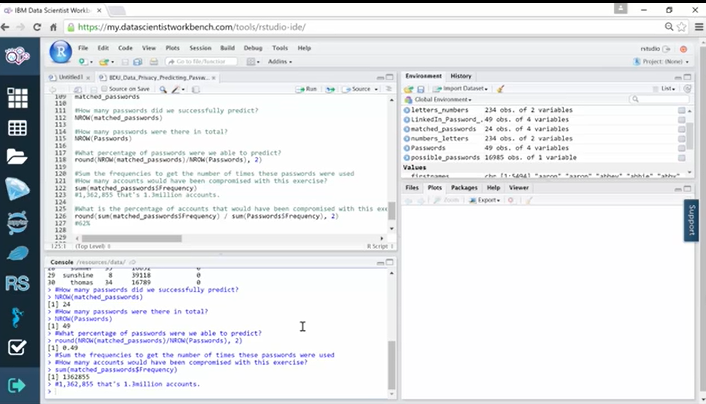 IBM Data Scientist Workbench
https://my.datascientistworkbench.com/tools/rstudio-ide/
File Edit Code View Plots Session Build Debug Tools Help
rstudio
Go to file/function
Addins
Project: (None)
Untitled1
BDU_Data_Privacy_Predicting_Passw...
Source on Save
Run
Source
109 matched_passwords
110
111 #How many passwords did we successfully predict?
112 NROW(matched_passwords)
113
114 #How many passwords were there in total?
115 NROW(Passwords)
116
117 #What percentage of passwords were we able to predict?
118 round(NROW(matched_passwords)/NROW(Passwords), 2)
119
120 #Sum the frequencies to get the number of times these passwords were used
121 #How many accounts would have been compromised with this exercise?
122 sum(matched_passwords$Frequency)
123 #1,362,855 that's 1.3million accounts.
124
125 #What is the percentage of accounts that would have been compromised with this exe
126 round(sum(matched_passwords$Frequency) / sum(Passwords$Frequency), 2)
127 #62%
128
129
(Top Level)
R Script
Console /resources/data/
29 sunshine 8 39118 0
30 thomas 34 16789 0
> #How many passwords did we successfully predict?
> NROW(matched_passwords)
[1] 24
> #How many passwords were there in total?
> NROW(Passwords)
[1] 49
> #What percentage of passwords were we able to predict?
> round(NROW(matched_passwords)/NROW(Passwords), 2)
[1] 0.49
> #Sum the frequencies to get the number of times these passwords were used
> #How many accounts would have been compromised with this exercise?
> sum(matched_passwords$Frequency)
[1] 1362855
> #1,362,855 that's 1.3million accounts.
>
Environment History
Import Dataset
List
Global Environment
letters_numbers 234 obs. of 2 variables
LinkedIn_Password_… 49 obs. of 4 variables
matched_passwords 24 obs. of 4 variables
numbers_letters 234 obs. of 2 variables
Passwords 49 obs. of 4 variables
possible_passwords 16985 obs. of 1 variable
Values
firstnames chr [1:5494] "aaron" "aaron" "abbey" "abbie" "abby"
Files Plots Packages Help Viewer
Zoom
Export
Support
RS